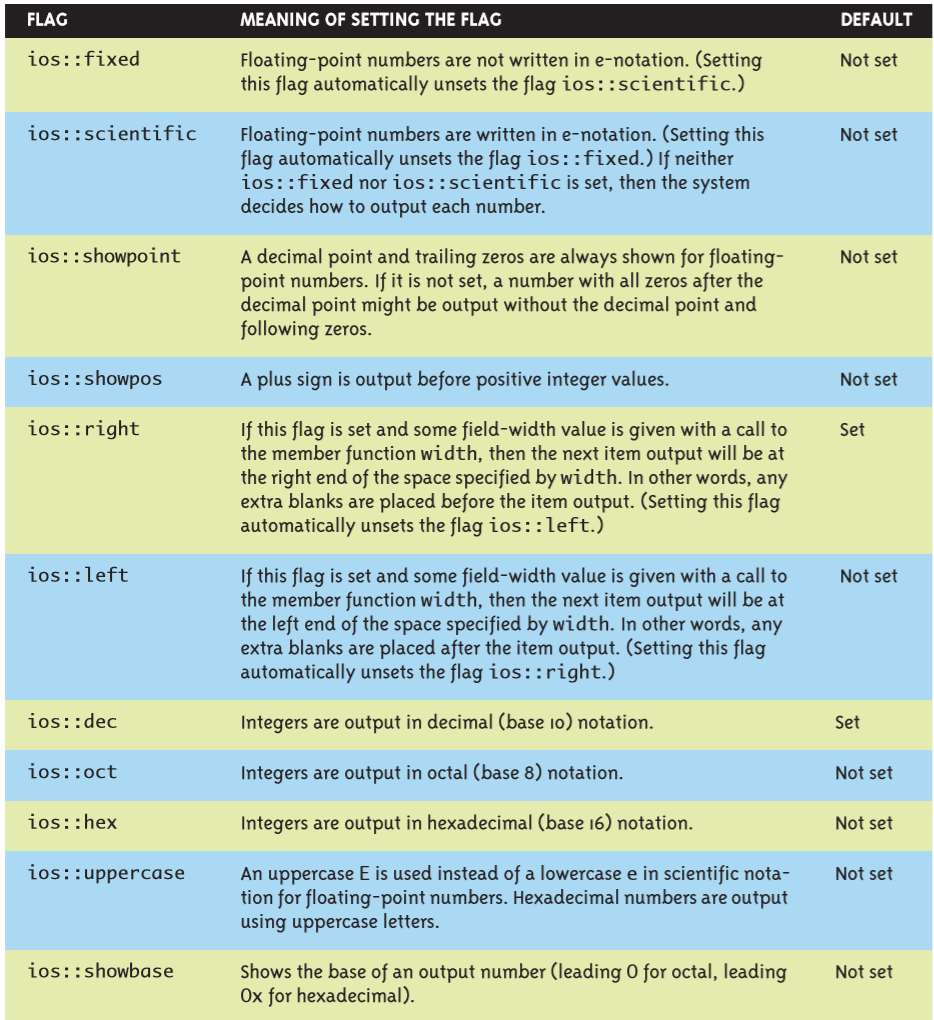 FLAG MEANING OF SETTING THE FLAG DEFAULT
ios::fixed Floating-point numbers are not written in e-notation. (Setting Not set
this flag automatically unsets the flag ios::scientific.)
ios::scientific Floating-point numbers are written in e-notation. (Setting this Not set
flag automatically unsets the flag ios::fixed.) If neither
ios::fixed nor ios::scientific is set, then the system
decides how to output each number.
ios::showpoint A decimal point and trailing zeros are always shown for floating- Not set
point numbers. If it is not set, a number with all zeros after the
decimal point might be output without the decimal point and
following zeros.
ios::showpos A plus sign is output before positive integer values. Not set
ios::right If this flag is set and some field-width value is given with a call to Set
the member function width, then the next item output will be at
the right end of the space specified by width. In other words, any
extra blanks are placed before the item output. (Setting this flag
automatically unsets the flag ios::left.)
ios::left If this flag is set and some field-width value is given with a call to Not set
the member function width, then the next item output will be at
the left end of the space specified by width. In other words, any
extra blanks are placed after the item output. (Setting this flag
automatically unsets the flag ios::right.)
ios::dec Integers are output in decimal (base 10) notation. Set
ios::oct Integers are output in octal (base 8) notation. Not set
ios::hex Integers are output in hexadecimal (base 16) notation. Not set
ios::uppercase An uppercase E is used instead of a lowercase e in scientific nota- Not set
tion for floating-point numbers. Hexadecimal numbers are output
using uppercase letters.
ios::showbase Shows the base of an output number (leading 0 for octal, leading Not set
0x for hexadecimal).